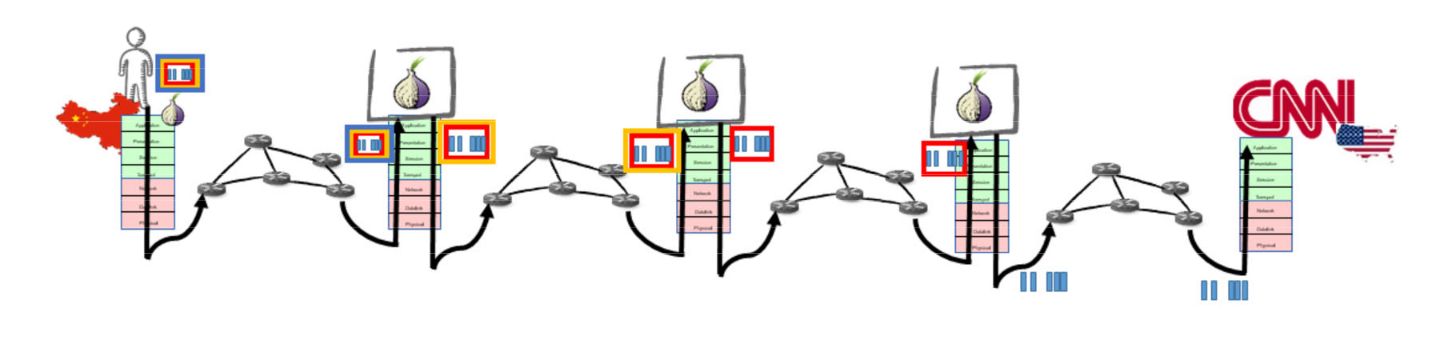 Application
Presentation
Session
Transport
Network
Datalink
Physical
Application
Presentation
Session
Transport
Network
Datalink
Physical
Application
Presentation
Session
Transport
Network
Datalink
Physical
Application
Presentation
Session
Transport
Network
Datalink
Physical
CNN
Application
Presentation
Session
Transport
Network
Datalink
Physical